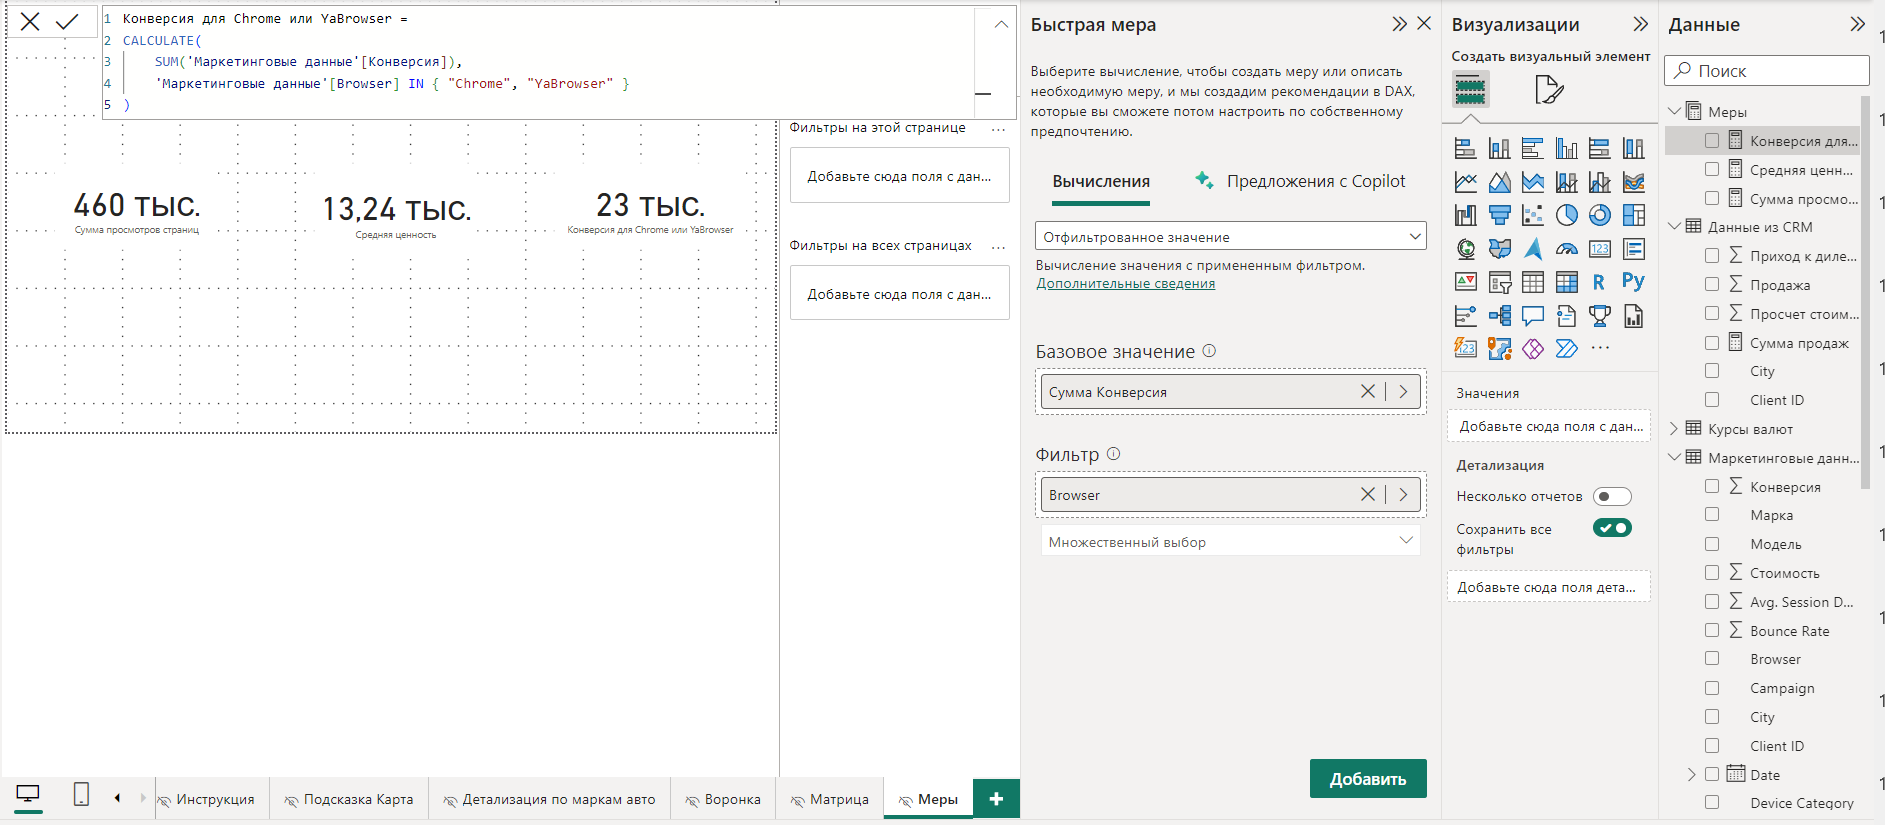 1 Конверсия для Chrome или YaBrowser =
2 CALCULATE(
3 SUM('Маркетинговые данные'[Конверсия]),
4 'Маркетинговые данные'[Browser] IN { "Chrome", "YaBrowser" }
5 )
460 тыс.
Сумма просмотров страниц
13,24 тыс.
Средняя ценность
23 тыс.
Конверсия для Chrome или YaBrowser
Фильтры на этой странице ...
Добавьте сюда поля с дан...
Фильтры на всех страницах ...
Добавьте сюда поля с дан...
Быстрая мера
Выберите вычисление, чтобы создать меру или описать
необходимую меру, и мы создадим рекомендации в DAX,
которые вы сможете потом настроить по собственному
предпочтению.
Вычисления
Предложения с Copilot
Отфильтрованное значение
Вычисление значения с примененным фильтром.
Дополнительные сведения
Базовое значение
Сумма Конверсия
Фильтр
Browser
Множественный выбор
Добавить
Визуализации
Создать визуальный элемент
123
R
Py
123
...
Значения
Добавьте сюда поля с дан...
Детализация
Несколько отчетов
Сохранить все
фильтры
Добавьте сюда поля дета...
Данные
Поиск
Меры
Конверсия для...
Средняя ценн...
Сумма просмо...
Данные из CRM
Приход к диле...
Продажа
Просчет стоим...
Сумма продаж
City
Client ID
Курсы валют
Маркетинговые данн...
Конверсия
Марка
Модель
Стоимость
Avg. Session D...
Bounce Rate
Browser
Campaign
City
Client ID
Date
Device Category
Инструкция
Подсказка Карта
Детализация по маркам авто
Воронка
Матрица
Меры
+